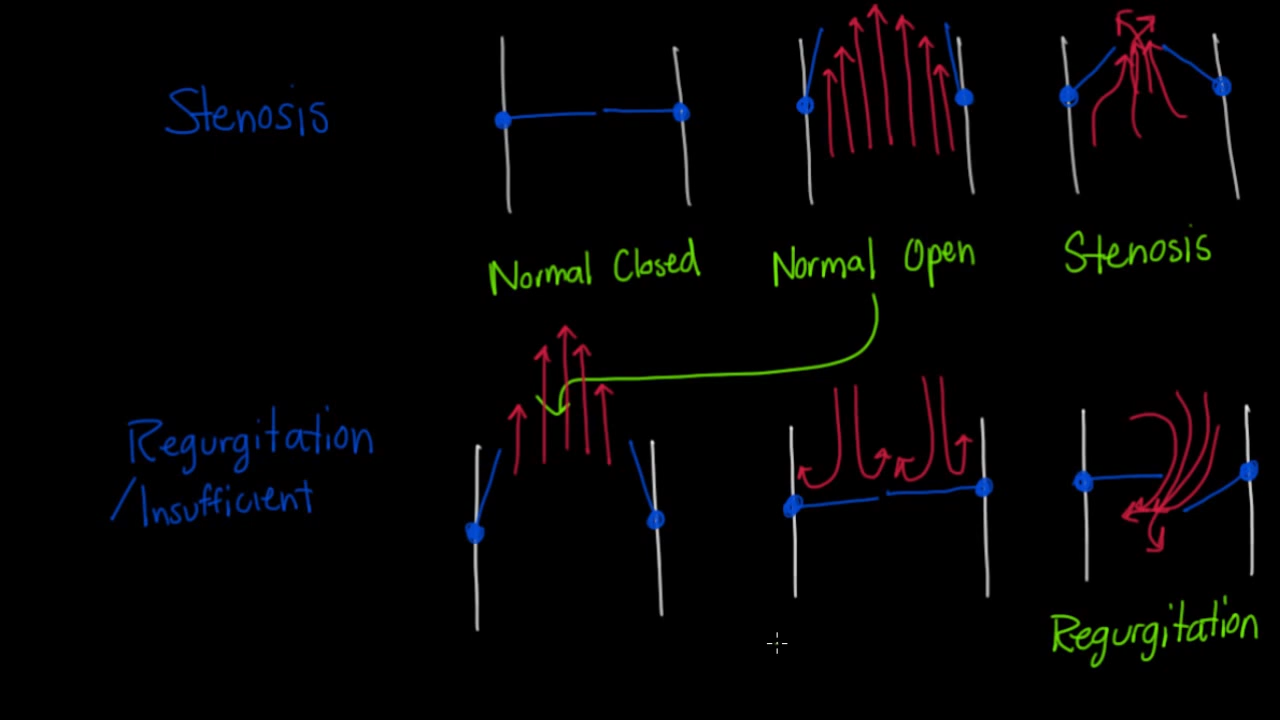 Stenosis
Normal Closed
Normal Open
Stenosis
Regurgitation
/Insufficient
Regurgitation